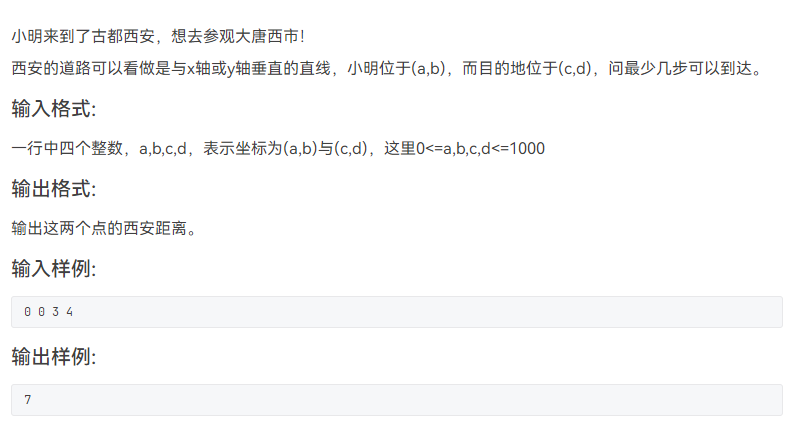 小明来到了古都西安，想去参观大唐西市！
西安的道路可以看做是与x轴或y轴垂直的直线，小明位于(a,b)，而目的地位于(c,d)，问最少几步可以到达。
输入格式:
一行中四个整数，a,b,c,d，表示坐标为(a,b)与(c,d)，这里0<=a,b,c,d<=1000
输出格式:
输出这两个点的西安距离。
输入样例:
0 0 3 4
输出样例:
7